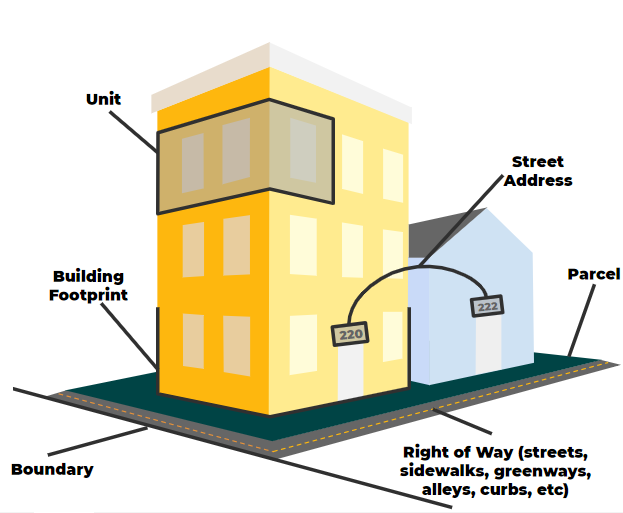 Unit
Street
Address
Building
Footprint
Parcel
222
220
Right of Way (streets,
sidewalks, greenways,
alleys, curbs, etc)
Boundary